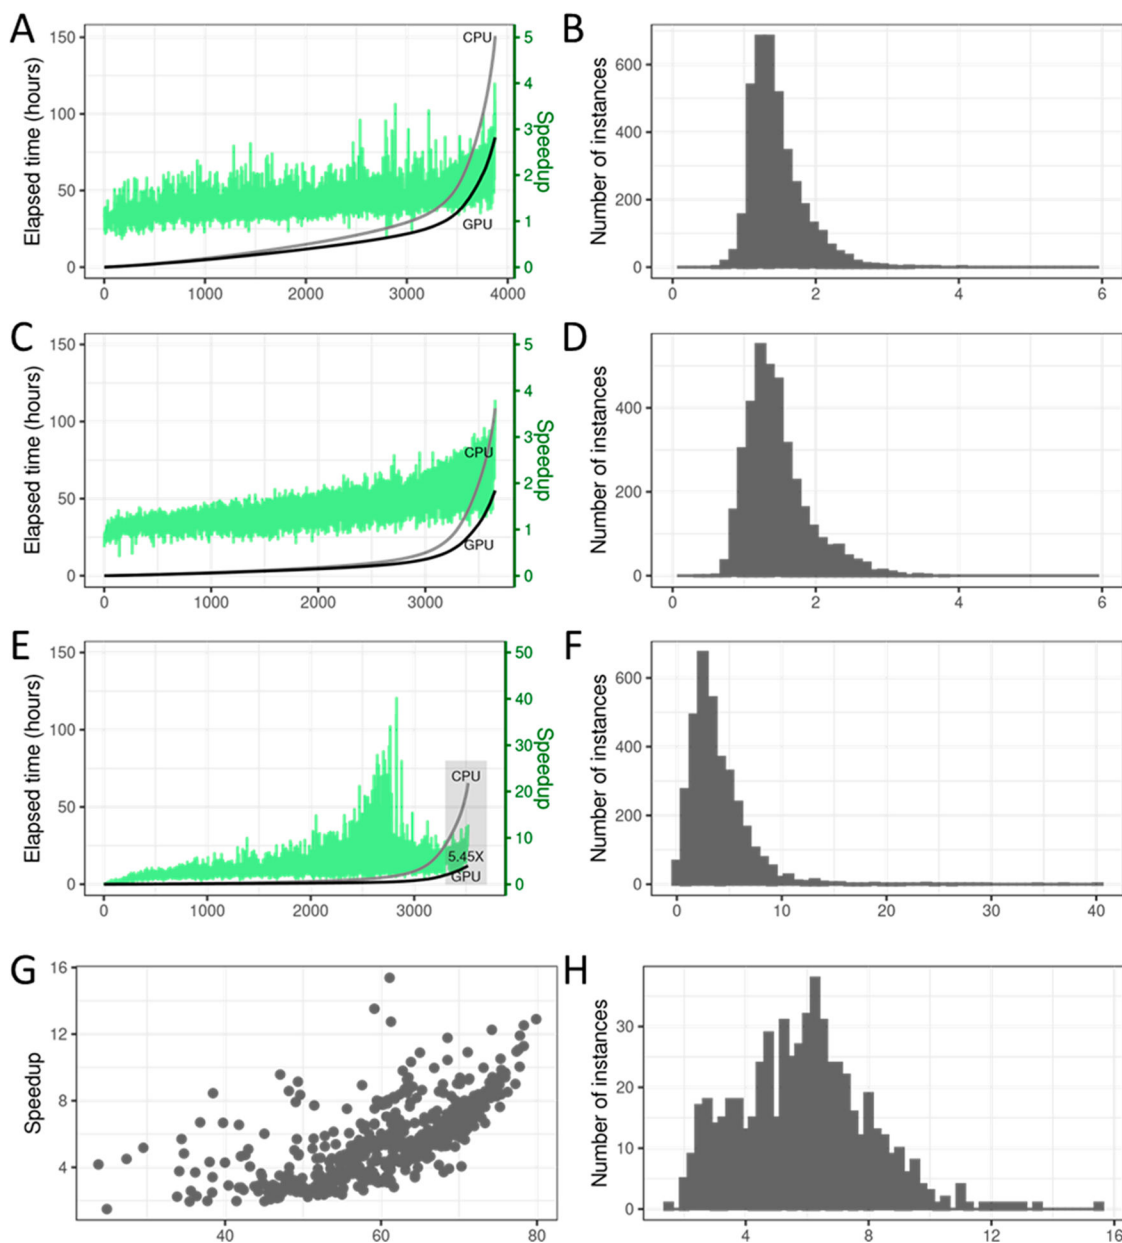 A
Elapsed time (hours)
150
100
50
0
CPU
GPU
5
4
3
2
1
0
Speedup
0 1000 2000 3000 4000
B
Number of instances
600
400
200
0
0 2 4 6
C
Elapsed time (hours)
150
100
50
0
CPU
GPU
5
4
3
2
1
0
Speedup
0 1000 2000 3000
D
Number of instances
400
200
0
0 2 4 6
E
Elapsed time (hours)
150
100
50
0
CPU
5.45X
GPU
50
40
30
20
10
0
Speedup
0 1000 2000 3000
F
Number of instances
600
400
200
0
0 10 20 30 40
G
Speedup
16
12
8
4
40 60 80
H
Number of instances
30
20
10
0
4 8 12 16